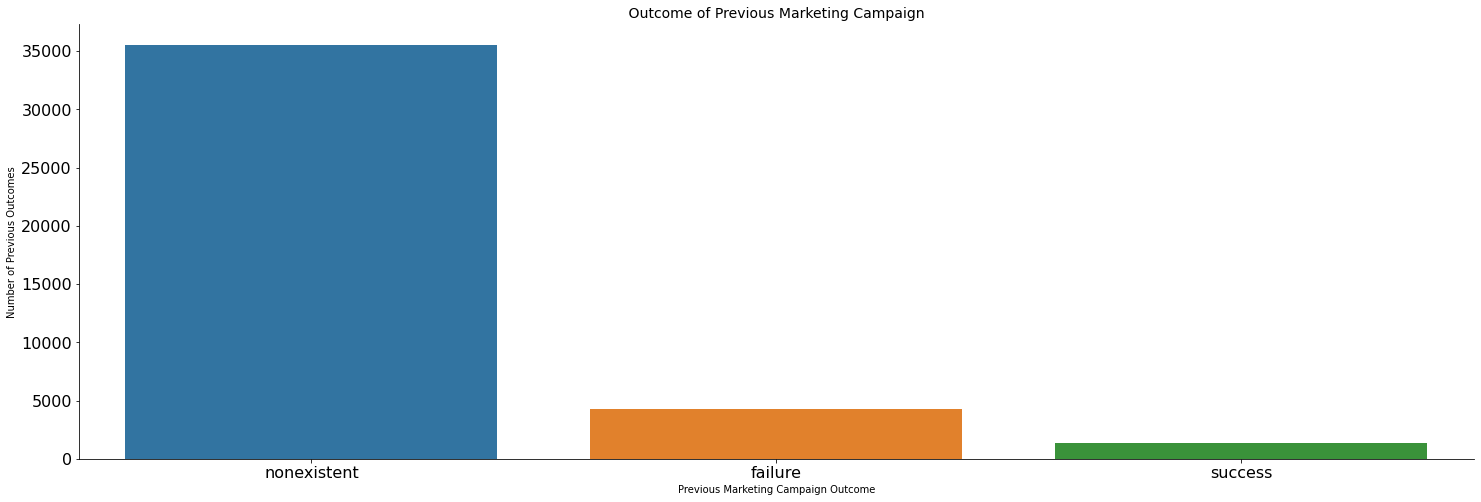 Outcome of Previous Marketing Campaign
Number of Previous Outcomes
35000
30000
25000
20000
15000
10000
5000
0
nonexistent failure success
Previous Marketing Campaign Outcome